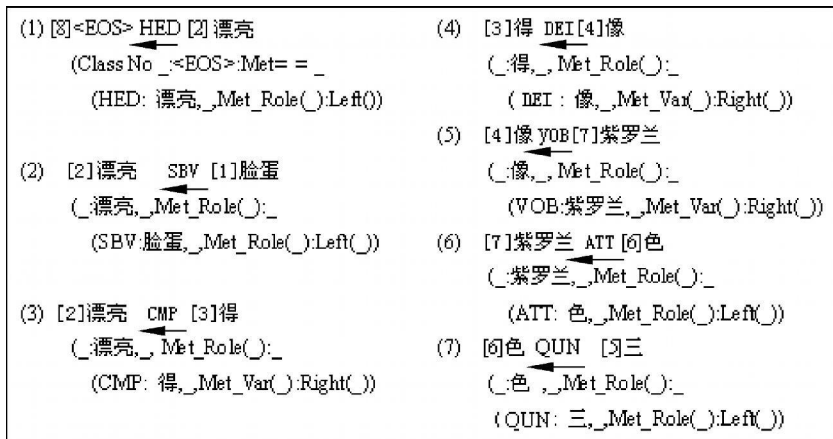 (1) [8]<EOS> HED [2]漂亮
(Class No _:<EOS>:Met= = _
(HED: 漂亮,_,Met_Role(_):Left())
(2) [2]漂亮 SBV [1]脸蛋
(_:漂亮,_,Met_Role(_):_
(SBV:脸蛋,_,Met_Role(_):Left(_))
(3) [2]漂亮 CMP [3]得
(_:漂亮,_, Met_Role(_):_
(CMP: 得,_,Met_Var(_):Right(_))
(4) [3]得 DEI[4]像
(_:得,_, Met_Role(_):_
( DEI : 像,_,Met_Var(_):Right(_))
(5) [4]像 VOB[7]紫罗兰
(_:像,_, Met_Role(_):_
(VOB:紫罗兰,_,Met_Var(_):Right(_))
(6) [7]紫罗兰 ATT [6]色
(_:紫罗兰,_,Met_Role(_):_
(ATT: 色,_,Met_Role(_):Left(_))
(7) [6]色 QUN [5]三
(_:色 ,_,Met_Role(_):_
(QUN: 三,_,Met_Role(_):Left(_))